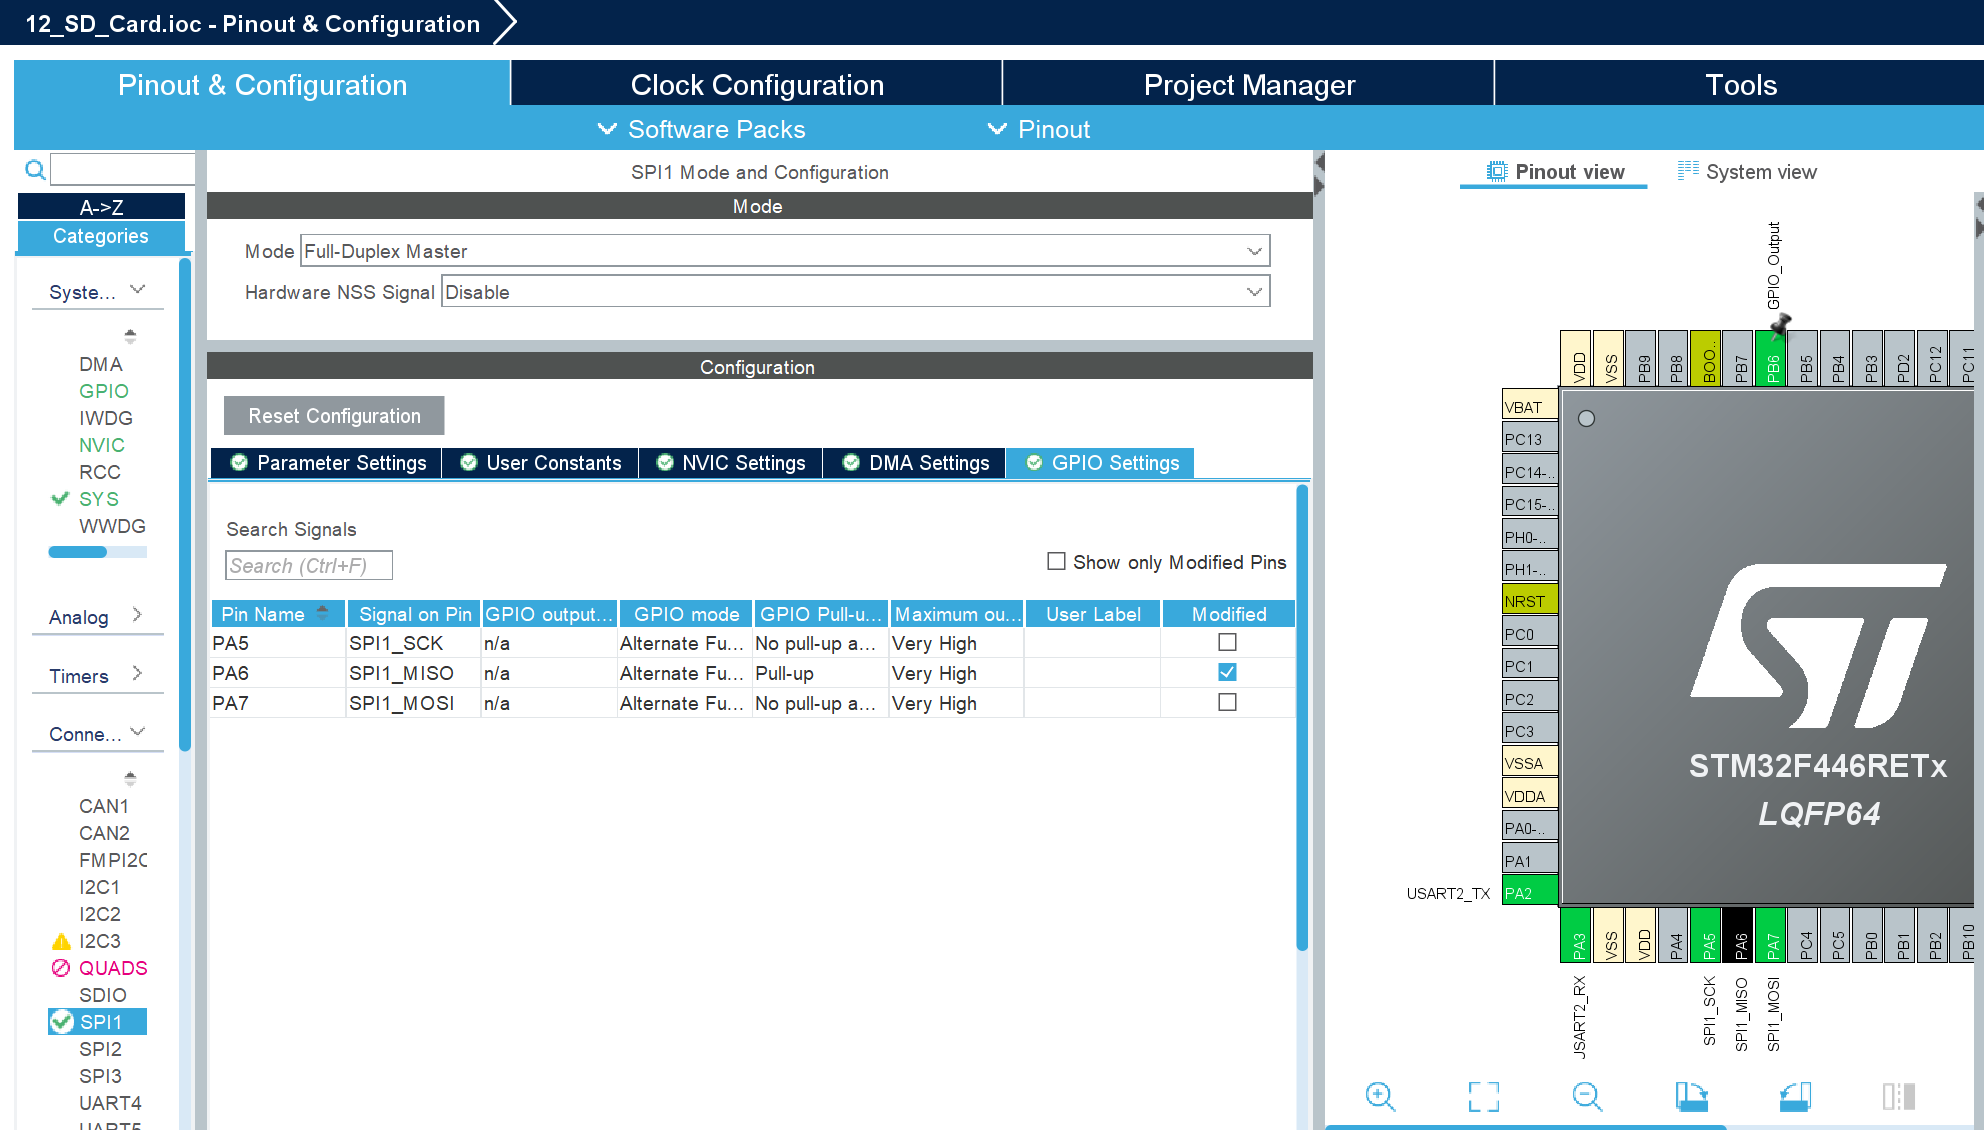 12_SD_Card.ioc - Pinout & Configuration
Pinout & Configuration
Clock Configuration
Project Manager
Tools
Software Packs
Pinout
A->Z
Categories
Syste...
DMA
GPIO
IWDG
NVIC
RCC
SYS
WWDG
Analog
Timers
Conne...
CAN1
CAN2
FMPI2C
I2C1
I2C2
I2C3
QUADS
SDIO
SPI1
SPI2
SPI3
UART4
UART5
SPI1 Mode and Configuration
Mode
Mode Full-Duplex Master
Hardware NSS Signal Disable
Configuration
Reset Configuration
Parameter Settings
User Constants
NVIC Settings
DMA Settings
GPIO Settings
Search Signals
Search (Ctrl+F)
Show only Modified Pins
Pin Name Signal on Pin GPIO output... GPIO mode GPIO Pull-u... Maximum ou... User Label Modified
PA5 SPI1_SCK n/a Alternate Fu... No pull-up a... Very High
PA6 SPI1_MISO n/a Alternate Fu... Pull-up Very High
PA7 SPI1_MOSI n/a Alternate Fu... No pull-up a... Very High
Pinout view
System view
GPIO_Output
VDD
VSS
PB9
PB8
BOO..
PB7
PB6
PB5
PB4
PB3
PD2
PC12
PC11
VBAT
PC13
PC14-..
PC15-..
PH0-..
PH1-..
NRST
PC0
PC1
PC2
PC3
VSSA
VDDA
PA0-..
PA1
USART2_TX
PA2
ST
STM32F446RETx
LQFP64
PA3
VSS
VDD
PA4
PA5
PA6
PA7
PC4
PC5
PB0
PB1
PB2
PB10
JSART2_RX
SPI1_SCK
SPI1_MISO
SPI1_MOSI